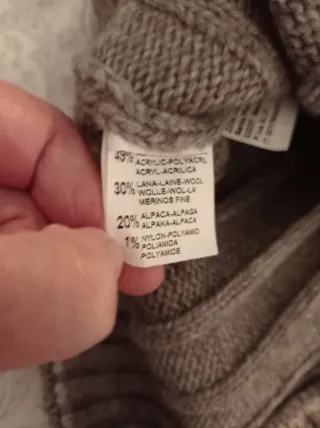 49% ACRYLIC-POLYACRIL
ACRYL-ACRILICA
30% LANA-LAINE-WOOL
WOLLE-WOL-LA
MERINOS FINE
20% ALPACA-ALPAGA
ALPAKA-ALPACA
1% NYLON-POLYAMID
POLIAMIDA
POLYAMIDE